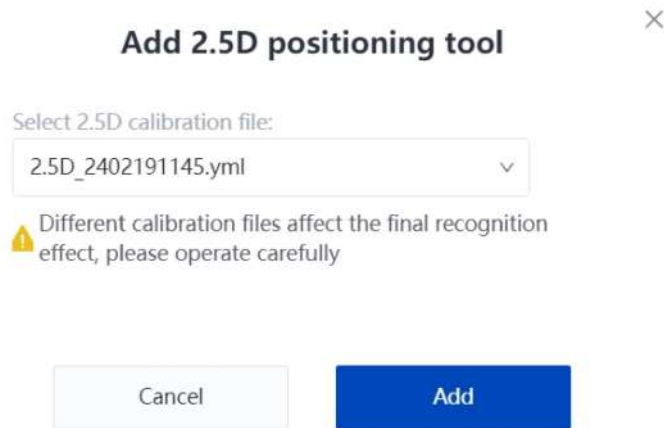 Add 2.5D positioning tool
Select 2.5D calibration file:
2.5D_2402191145.yml
Different calibration files affect the final recognition
effect, please operate carefully
Cancel
Add